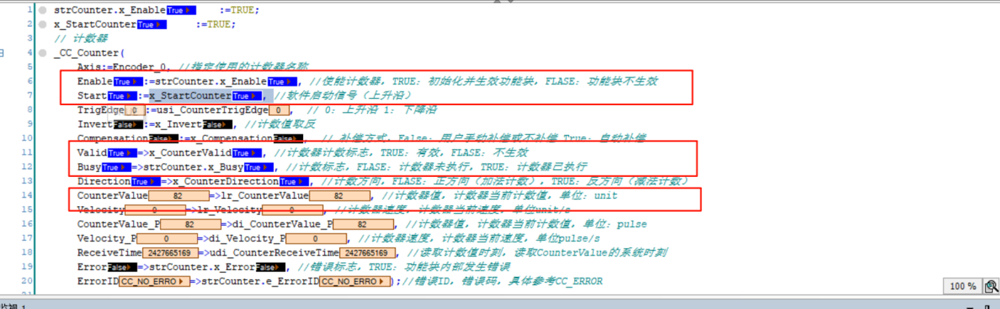 1 strCounter.x_Enable True :=TRUE;
2 x_StartCounter True :=TRUE;
3 // 计数器
4 _CC_Counter(
5 Axis:=Encoder_0, //指定使用的计数器名称
6 Enable True :=strCounter.x_Enable True , //使能计数器, TRUE: 初始化并生效功能块, FLASE: 功能块不生效
7 Start True :=x_StartCounter True , //软件启动信号(上升沿)
8 TrigEdge 0 :=usi_CounterTrigEdge 0 , // 0: 上升沿 1: 下降沿
9 Invert False :=x_Invert False , //计数值取反
10 Compensation False :=x_Compensation False , // 补偿方式, False: 用户手动补偿或不补偿 True: 自动补偿
11 Valid True =>x_CounterValid True , //计数器计数标志, TRUE: 有效, FLASE: 不生效
12 Busy True =>strCounter.x_Busy True , //计数标志, FLASE: 计数器未执行, TRUE: 计数器已执行
13 Direction True =>x_CounterDirection True , //计数方向, FLASE: 正方向(加法计数), TRUE: 反方向(减法计数)
14 CounterValue 82 =>lr_CounterValue 82 , //计数器值, 计数器当前计数值, 单位: unit
15 Velocity 0 =>lr_Velocity 0 , //计数器速度, 计数器当前速度, 单位unit/s
16 CounterValue_P 82 =>di_CounterValue_P 82 , //计数器值, 计数器当前计数值, 单位: pulse
17 Velocity_P 0 =>di_Velocity_P 0 , //计数器速度, 计数器当前速度, 单位pulse/s
18 ReceiveTime 2427665169 =>udi_CounterReceiveTime 2427665169 , //读取计数值时刻, 读取CounterValue的系统时刻
19 Error False =>strCounter.x_Error False , //错误标志, TRUE: 功能块内部发生错误
20 ErrorID CC_NO_ERRO =>strCounter.e_ErrorID CC_NO_ERRO );//错误ID, 错误码, 具体参考CC_ERROR
100 %
监视 1